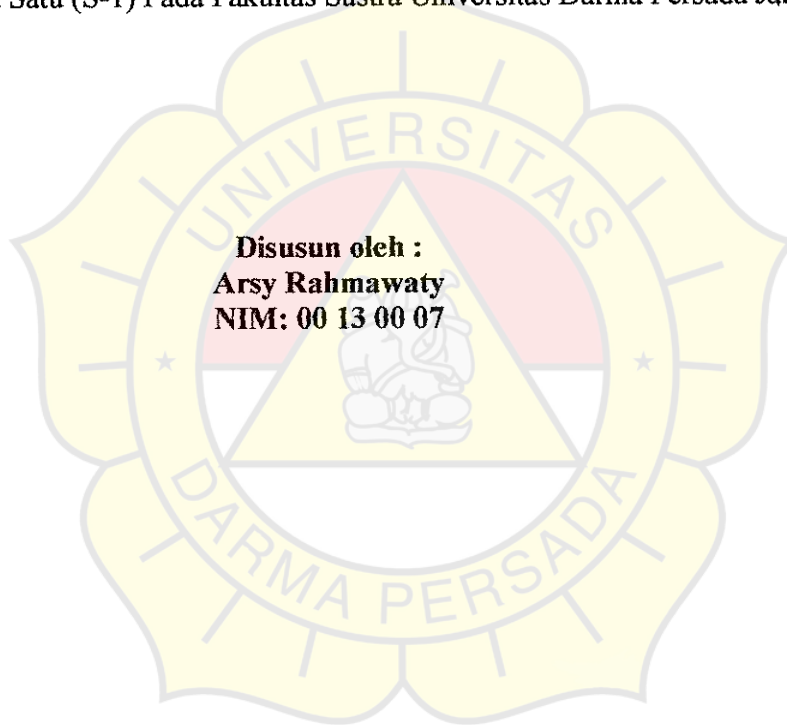 Satu (S-1) Pada Fakultas Sastra Universitas Darma Persada
Disusun oleh :
Arsy Rahmawaty
NIM: 00 13 00 07
UNIVERSITAS
DARMA PERSADA